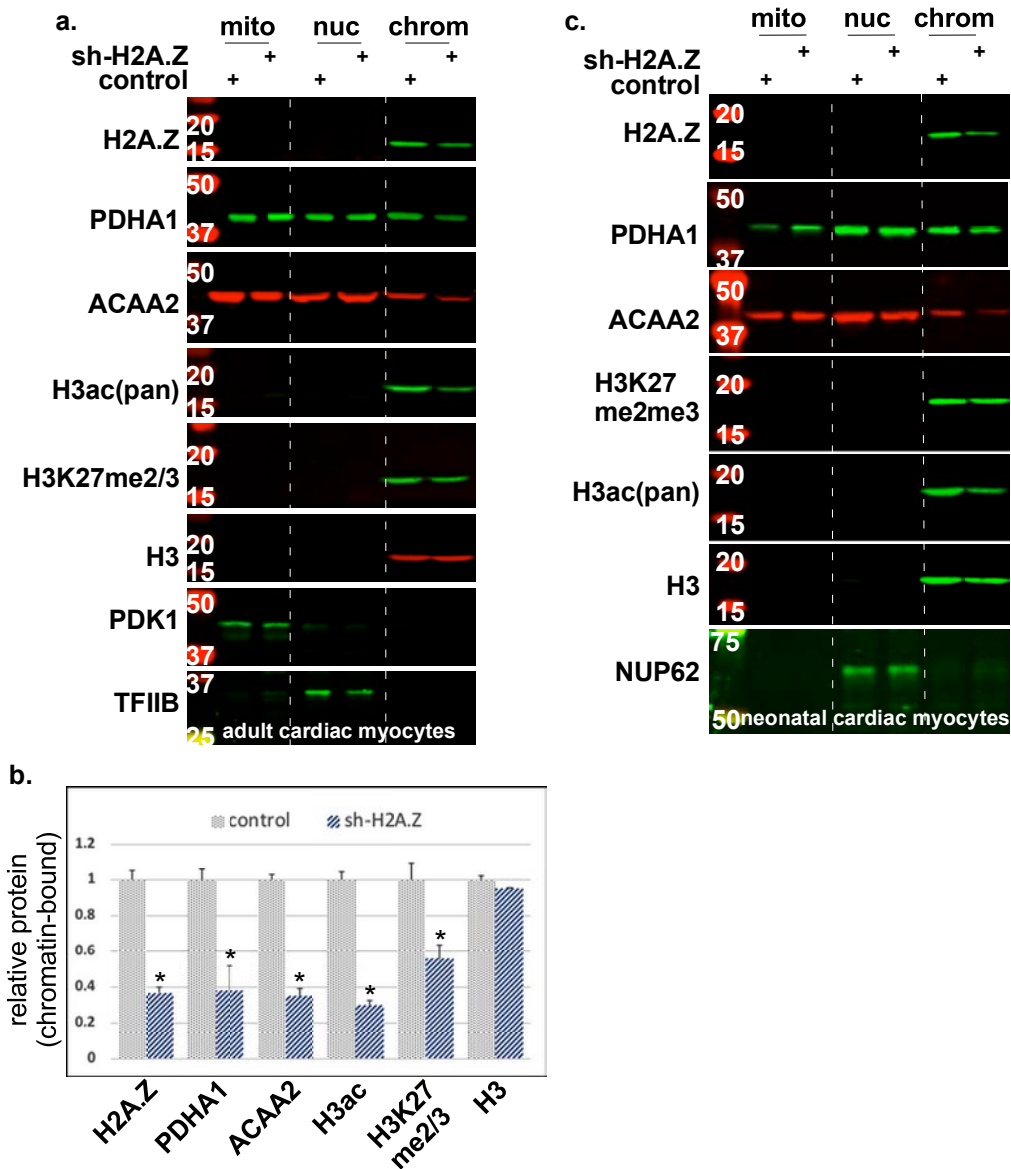 a.
mito nuc chrom
sh-H2A.Z + + +
control + + +
H2A.Z 20 15
PDHA1 50 37
ACAA2 50 37
H3ac(pan) 20 15
H3K27me2/3 20 15
H3 20 15
PDK1 50 37
TFIIB 37 25
adult cardiac myocytes
c.
mito nuc chrom
sh-H2A.Z + + +
control + + +
H2A.Z 20 15
PDHA1 50 37
ACAA2 50 37
H3K27
me2me3
20 15
H3ac(pan) 20 15
H3 20 15
NUP62 75 50
neonatal cardiac myocytes
b.
control sh-H2A.Z
relative protein
(chromatin-bound)
1.2
1
0.8
0.6
0.4
0.2
0
* * * * *
H2A.Z
PDHA1
ACAA2
H3ac
H3K27
me2/3
H3